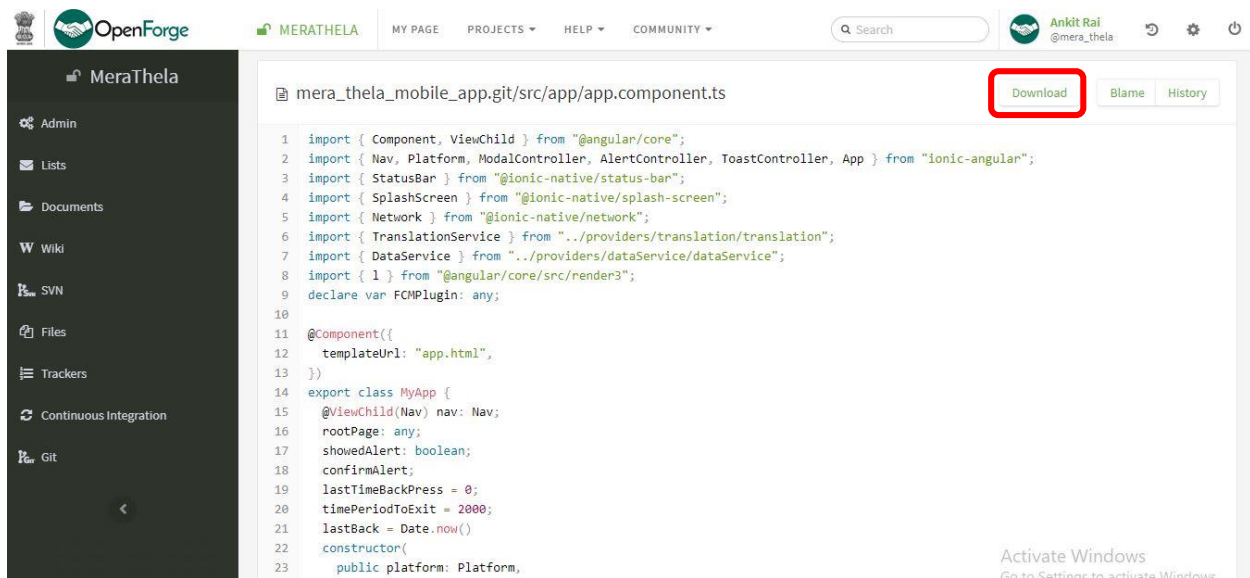 OpenForge
MERATHELA
MY PAGE
PROJECTS
HELP
COMMUNITY
Search
Ankit Rai
@mera_thela
MeraThela
Admin
Lists
Documents
W Wiki
SVN
Files
Trackers
Continuous Integration
Git
mera_thela_mobile_app.git/src/app/app.component.ts
Download
Blame
History
1 import { Component, ViewChild } from "@angular/core";
2 import { Nav, Platform, ModalController, AlertController, ToastController, App } from "ionic-angular";
3 import { StatusBar } from "@ionic-native/status-bar";
4 import { SplashScreen } from "@ionic-native/splash-screen";
5 import { Network } from "@ionic-native/network";
6 import { TranslationService } from "../providers/translation/translation";
7 import { DataService } from "../providers/dataService/dataService";
8 import { l } from "@angular/core/src/render3";
9 declare var FCMPlugin: any;
10
11 @Component({
12 templateUrl: "app.html",
13 })
14 export class MyApp {
15 @ViewChild(Nav) nav: Nav;
16 rootPage: any;
17 showedAlert: boolean;
18 confirmAlert;
19 lastTimeBackPress = 0;
20 timePeriodToExit = 2000;
21 lastBack = Date.now()
22 constructor(
23 public platform: Platform,
Activate Windows
Go to Settings to activate Windows.